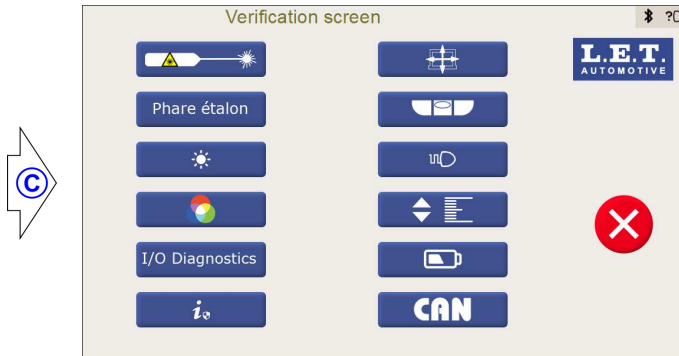 Verification screen
?
L.E.T.
AUTOMOTIVE
Phare étalon
C
I/O Diagnostics
i
CAN